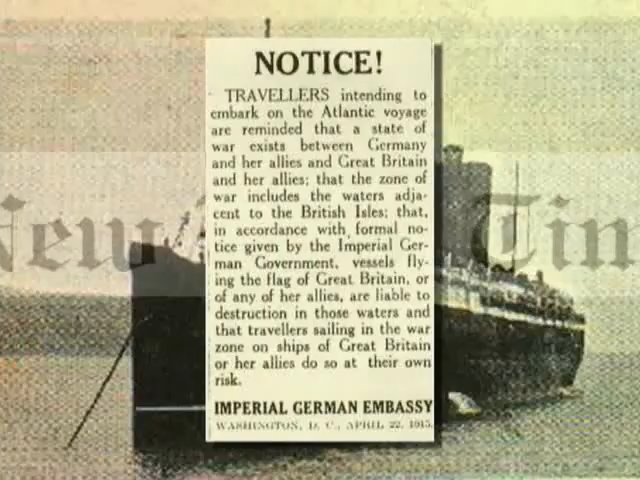 NOTICE!
TRAVELLERS intending to
embark on the Atlantic voyage
are reminded that a state of
war exists between Germany
and her allies and Great Britain
and her allies; that the zone of
war includes the waters adja-
cent to the British Isles; that,
in accordance with formal no-
tice given by the Imperial Ger-
man Government, vessels fly-
ing the flag of Great Britain, or
of any of her allies, are liable to
destruction in those waters and
that travellers sailing in the war
zone on ships of Great Britain
or her allies do so at their own
risk.
IMPERIAL GERMAN EMBASSY
WASHINGTON, D. C., APRIL 22, 1915.
New Tim